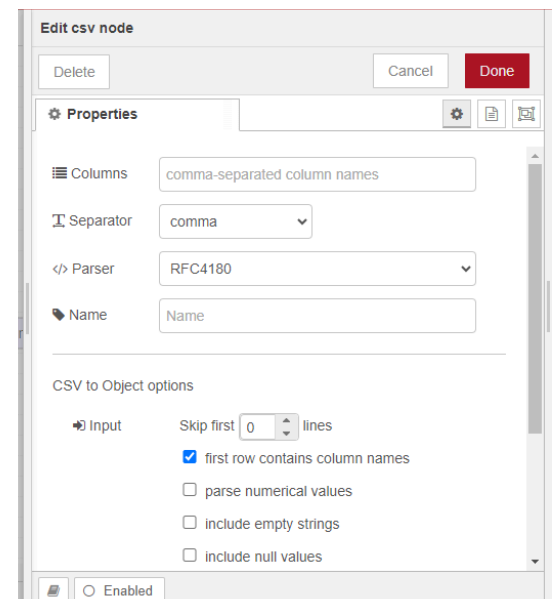 Edit csv node
Delete Cancel Done
Properties
Columns comma-separated column names
Separator comma
</> Parser RFC4180
Name Name
CSV to Object options
Input Skip first 0 lines
first row contains column names
parse numerical values
include empty strings
include null values
Enabled